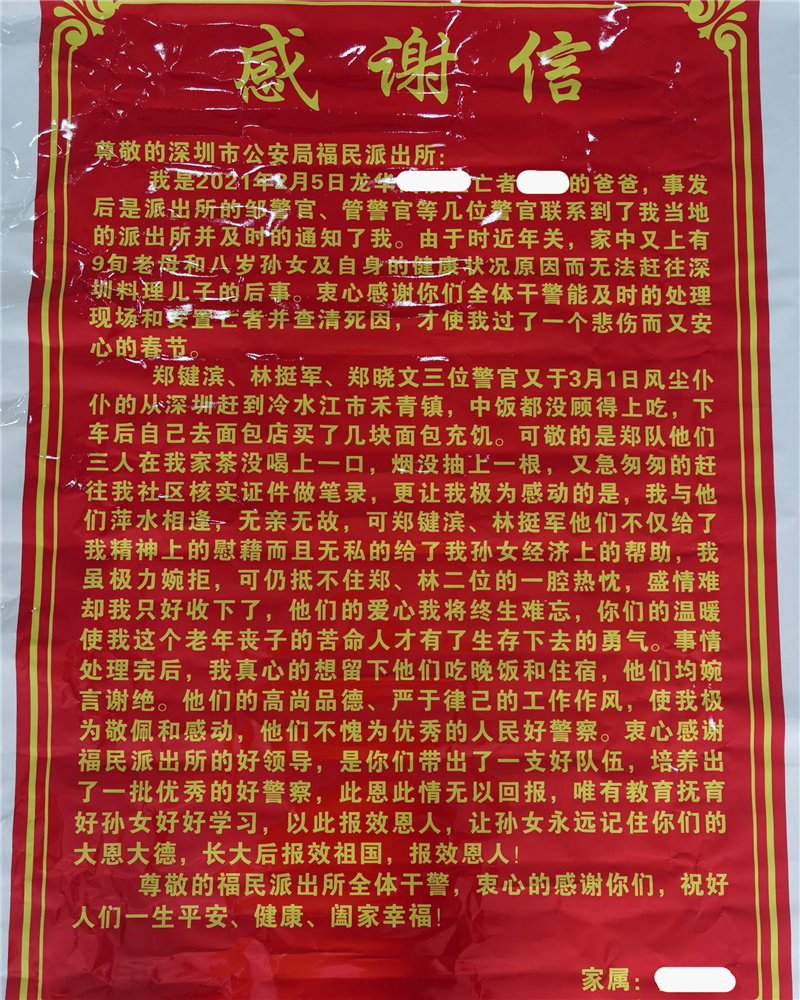 感谢信
尊敬的深圳市公安局福民派出所：
我是2021年2月5日龙华亡者的爸爸，事发
后是派出所的邹警官、管警官等几位警官联系到了我当地
的派出所并及时的通知了我。由于时近年关，家中又上有
9旬老母和八岁孙女及自身的健康状况原因而无法赶往深
圳料理儿子的后事。衷心感谢你们全体干警能及时的处理
现场和安置亡者并查清死因，才使我过了一个悲伤而又安
心的春节。
郑键滨、林挺军、郑晓文三位警官又于3月1日风尘仆
仆的从深圳赶到冷水江市禾青镇，中饭都没顾得上吃，下
车后自己去面包店买了几块面包充饥。可敬的是郑队他们
三人在我家茶没喝上一口，烟没抽上一根，又急匆匆的赶
往我社区核实证件做笔录，更让我极为感动的是，我与他
们萍水相逢，无亲无故，可郑键滨、林挺军他们不仅给了
我精神上的慰藉而且无私的给了我孙女经济上的帮助，我
虽极力婉拒，可仍抵不住郑、林二位的一腔热忱，盛情难
却我只好收下了，他们的爱心我将终生难忘，你们的温暖
使我这个老年丧子的苦命人才有了生存下去的勇气。事情
处理完后，我真心的想留下他们吃晚饭和住宿，他们均婉
言谢绝。他们的高尚品德、严于律己的工作作风，使我极
为敬佩和感动，他们不愧为优秀的人民好警察。衷心感谢
福民派出所的好领导，是你们带出了一支好队伍，培养出
了一批优秀的好警察，此恩此情无以回报，唯有教育抚育
好孙女好好学习，以此报效恩人，让孙女永远记住你们的
大恩大德，长大后报效祖国，报效恩人！
尊敬的福民派出所全体干警，衷心的感谢你们，祝好
人们一生平安、健康、阖家幸福！
家属：